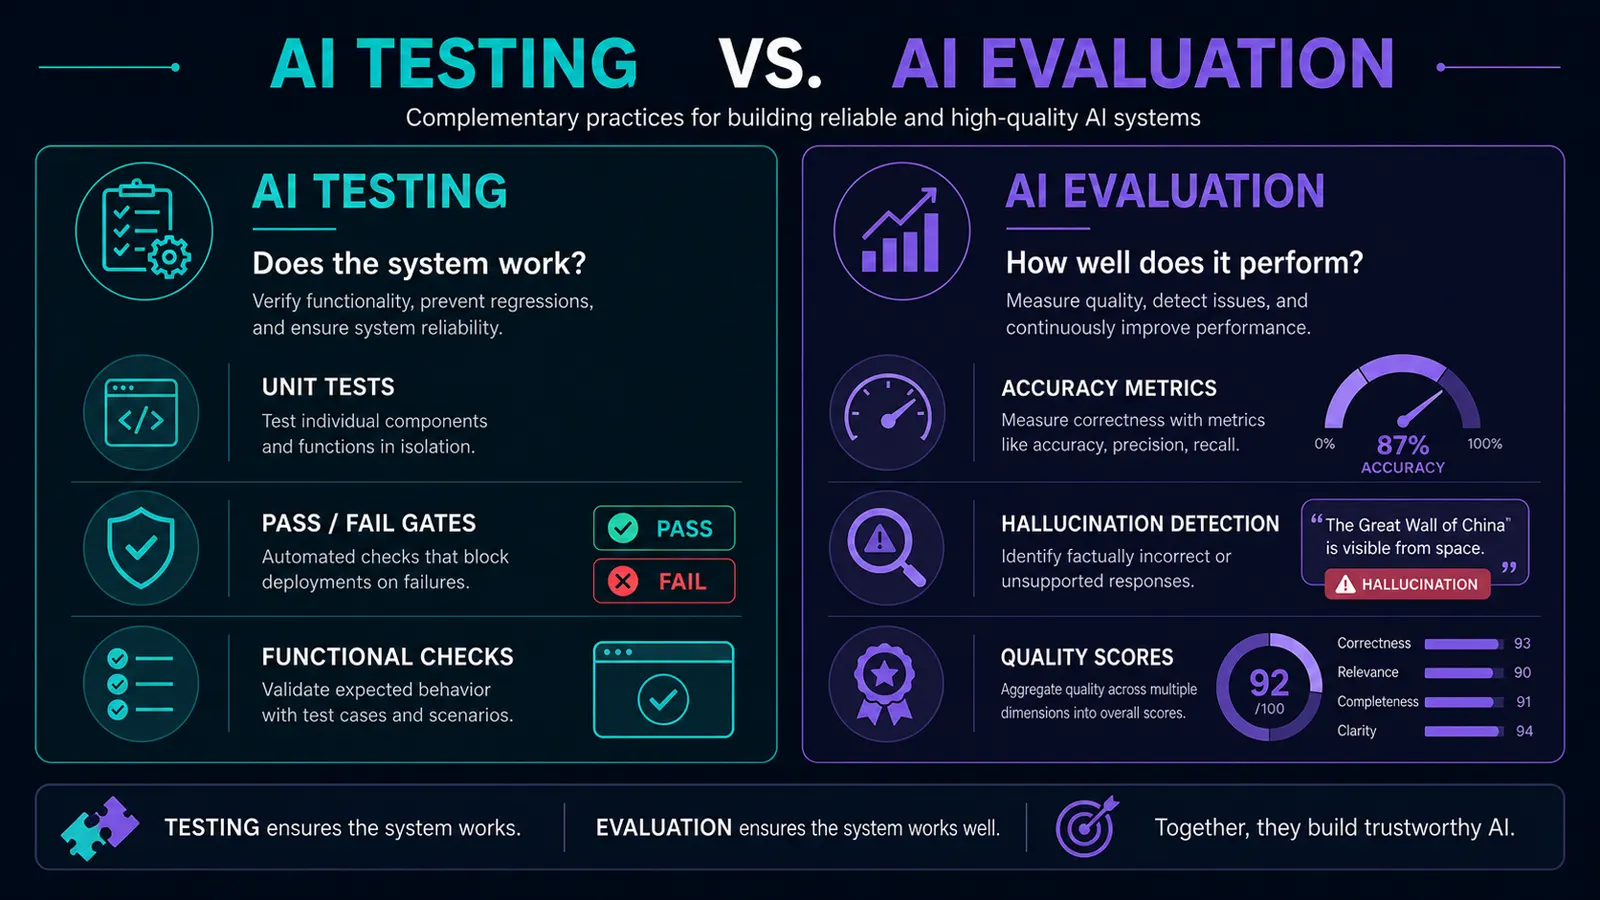 AI TESTING VS. AI EVALUATION
Complementary practices for building reliable and high-quality AI systems
AI TESTING
Does the system work?
Verify functionality, prevent regressions,
and ensure system reliability.
UNIT TESTS
Test individual components
and functions in isolation.
PASS / FAIL GATES
Automated checks that block
deployments on failures.
PASS
FAIL
FUNCTIONAL CHECKS
Validate expected behavior
with test cases and scenarios.
AI EVALUATION
How well does it perform?
Measure quality, detect issues, and
continuously improve performance.
ACCURACY METRICS
Measure correctness with metrics
like accuracy, precision, recall.
0% 87% 100%
ACCURACY
HALLUCINATION DETECTION
Identify factually incorrect or
unsupported responses.
“The Great Wall of China”
is visible from space.
”
HALLUCINATION
QUALITY SCORES
Aggregate quality across multiple
dimensions into overall scores.
92
/100
Correctness 93
Relevance 90
Completeness 91
Clarity 94
TESTING ensures the system works.
EVALUATION ensures the system works well.
Together, they build trustworthy AI.